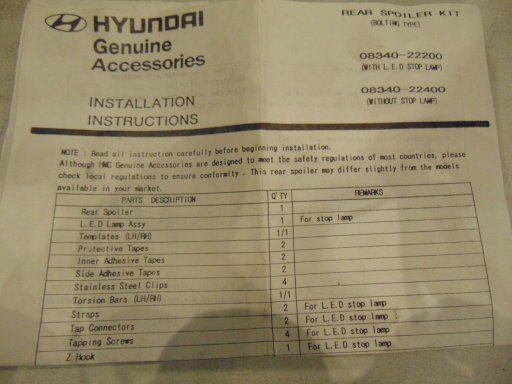 HYUNDAI
Genuine
Accessories
INSTALLATION
INSTRUCTIONS
REAR SPOILER KIT
(BOLTING TYPE)
08340-22200
(WITH L.E.D STOP LAMP)
08340-22400
(WITHOUT STOP LAMP)
NOTE : Read all instruction carefully before beginning installation.
Although HMC Genuine Accessories are designed to meet the safety regulations of most countries, please
check local regulations to ensure conformity . This rear spoiler may differ slightly from the models
available in your market.
PARTS DESCRIPTION Q'TY REMARKS
Rear Spoiler 1
L.E.D Lamp Assy 1 For stop lamp
Templates (LH/RH) 1/1
Protective Tapes 2
Inner Adhesive Tapes 2
Side Adhesive Tapes 2
Stainless Steel Clips 4
Torsion Bars (LH/RH) 1/1
Straps 2 For L.E.D stop lamp
Tap Connectors 2 For L.E.D stop lamp
Tapping Screws 4 For L.E.D stop lamp
Z Hook 1 For L.E.D stop lamp